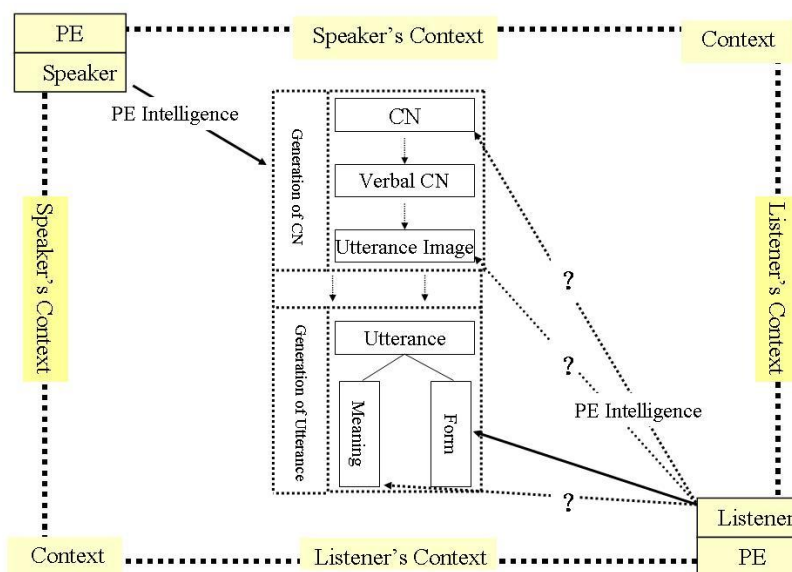 PE
Speaker
Speaker's Context
Context
PE Intelligence
Speaker's Context
Generation of CN
CN
Verbal CN
Utterance Image
?
?
Listener's Context
Generation of Utterance
Utterance
Meaning
Form
PE Intelligence
?
Listener
PE
Context
Listener's Context